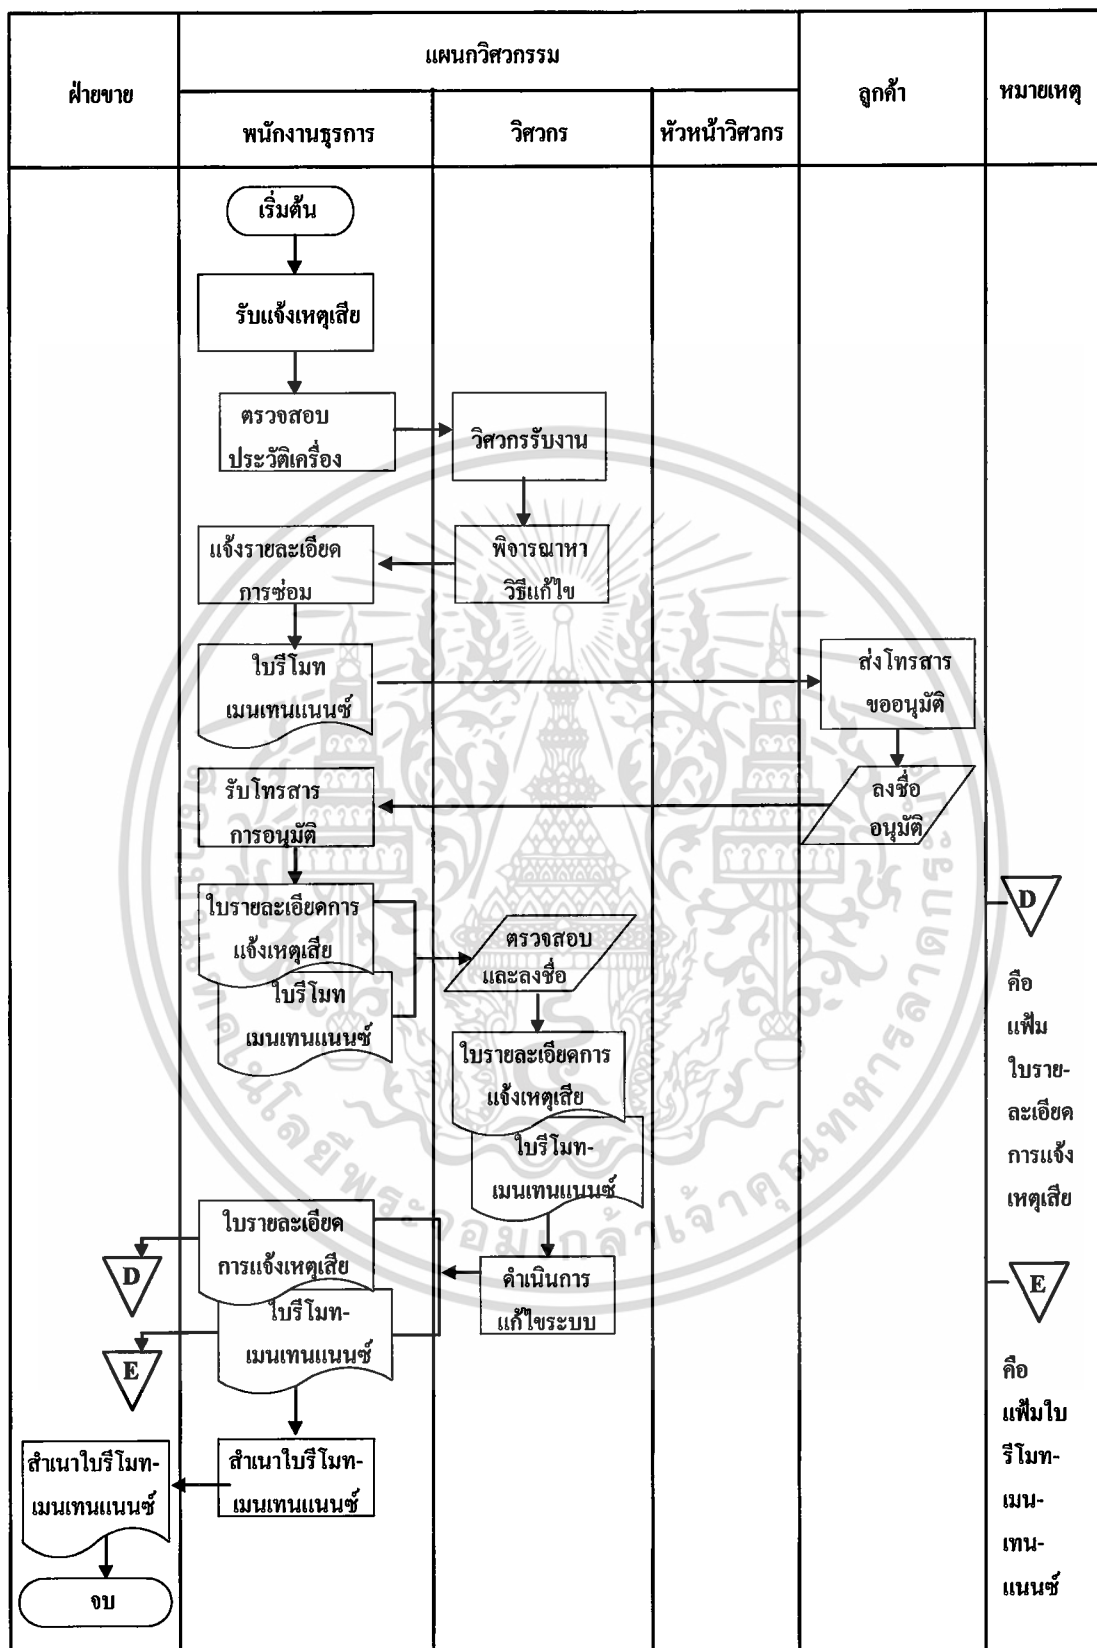 แผนกวิศวกรรม
ฝ่ายขาย
ลูกค้า
หมายเหตุ
พนักงานธุรการ
วิศวกร
หัวหน้าวิศวกร
เริ่มต้น
รับแจ้งเหตุเสีย
ตรวจสอบ
ประวัติเครื่อง
วิศวกรรับงาน
พิจารณาหา
วิธีแก้ไข
แจ้งรายละเอียด
การซ่อม
ใบรีโมท
เมนเทนแนนซ์
ส่งโทรสาร
ขออนุมัติ
ลงชื่อ
อนุมัติ
รับโทรสาร
การอนุมัติ
ใบรายละเอียดการ
แจ้งเหตุเสีย
ใบรีโมท
เมนเทนแนนซ์
ตรวจสอบ
และลงชื่อ
ใบรายละเอียดการ
แจ้งเหตุเสีย
ใบรีโมท-
เมนเทนแนนซ์
ดำเนินการ
แก้ไขระบบ
ใบรายละเอียด
การแจ้งเหตุเสีย
ใบรีโมท-
เมนเทนแนนซ์
D
E
สำเนาใบรีโมท-
เมนเทนแนนซ์
สำเนาใบรีโมท-
เมนเทนแนนซ์
จบ
D
คือ
แฟ้ม
ใบราย-
ละเอียด
การแจ้ง
เหตุเสีย
E
คือ
แฟ้มใบ
รีโมท-
เมน-
เทน-
แนนซ์